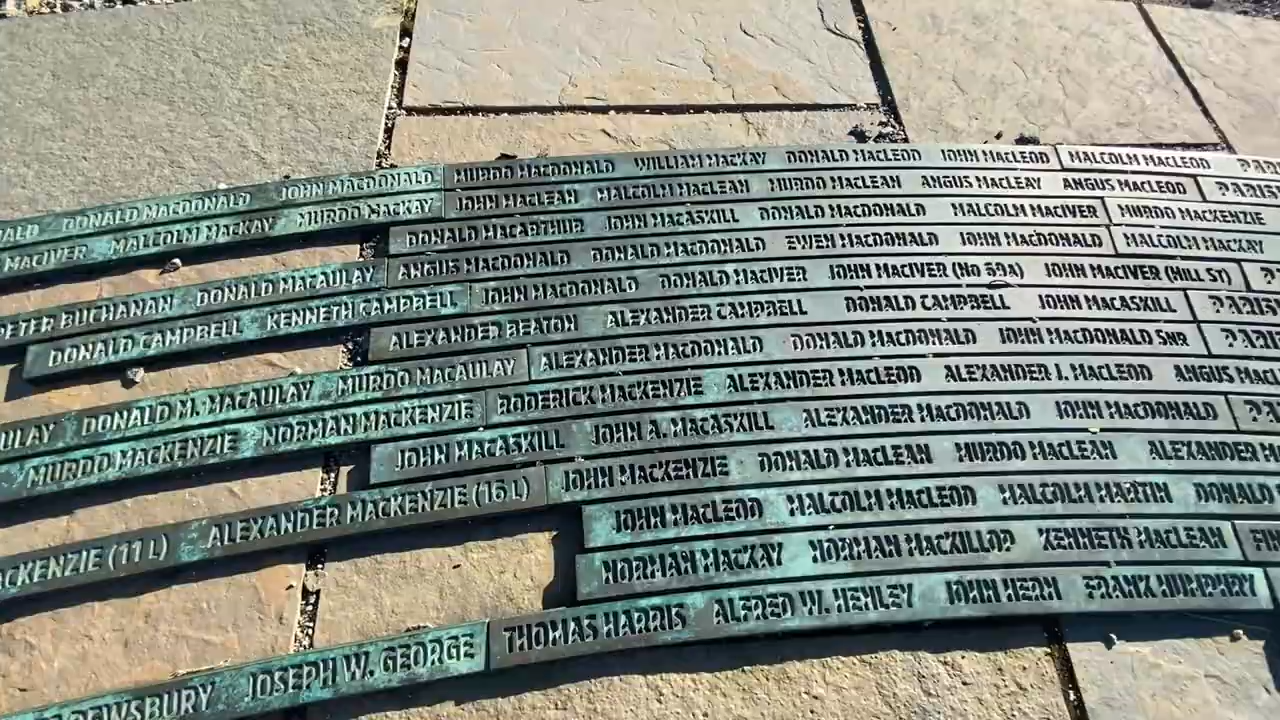 DONALD MACDONALD JOHN MACDONALD MURDO MACDONALD WILLIAM MACKAY DONALD MACLEOD JOHN MACLEOD MALCOLM MACLEOD
MACIVER MALCOLM MACKAY MURDO MACKAY JOHN MACLEAN MALCOLM MACLEAN MURDO MACLEAN ANGUS MACLEAY ANGUS MACLEOD
DONALD MACARTHUR JOHN MACASKILL DONALD MACDONALD MALCOLM MACIVER MURDO MACKENZIE
PETER BUCHANAN DONALD MACAULAY ANGUS MACDONALD DONALD MACDONALD EWEN MACDONALD JOHN MACDONALD MALCOLM MACKAY
DONALD CAMPBELL KENNETH CAMPBELL JOHN MACDONALD DONALD MACIVER JOHN MACIVER (No 59A) JOHN MACIVER (HILL ST)
ALEXANDER BEATON ALEXANDER CAMPBELL DONALD CAMPBELL JOHN MACASKILL
DONALD M. MACAULAY MURDO MACAULAY ALEXANDER MACDONALD DONALD MACDONALD JOHN MACDONALD SNR
MURDO MACKENZIE NORMAN MACKENZIE RODERICK MACKENZIE ALEXANDER MACLEOD ALEXANDER J. MACLEOD ANGUS
JOHN MACASKILL JOHN A. MACASKILL ALEXANDER MACDONALD JOHN MACDONALD
(11 L) ALEXANDER MACKENZIE (16 L) JOHN MACKENZIE DONALD MACLEAN MURDO MACLEAN ALEXANDER
JOHN MACLEOD MALCOLM MACLEOD MALCOLM MARTIN DONALD
NORMAN MACKAY NORMAN MACKILLOP KENNETH MACLEAN
JOSEPH W. GEORGE THOMAS HARRIS ALFRED W. HENLEY JOHN HERN FRANK HUMPHRY